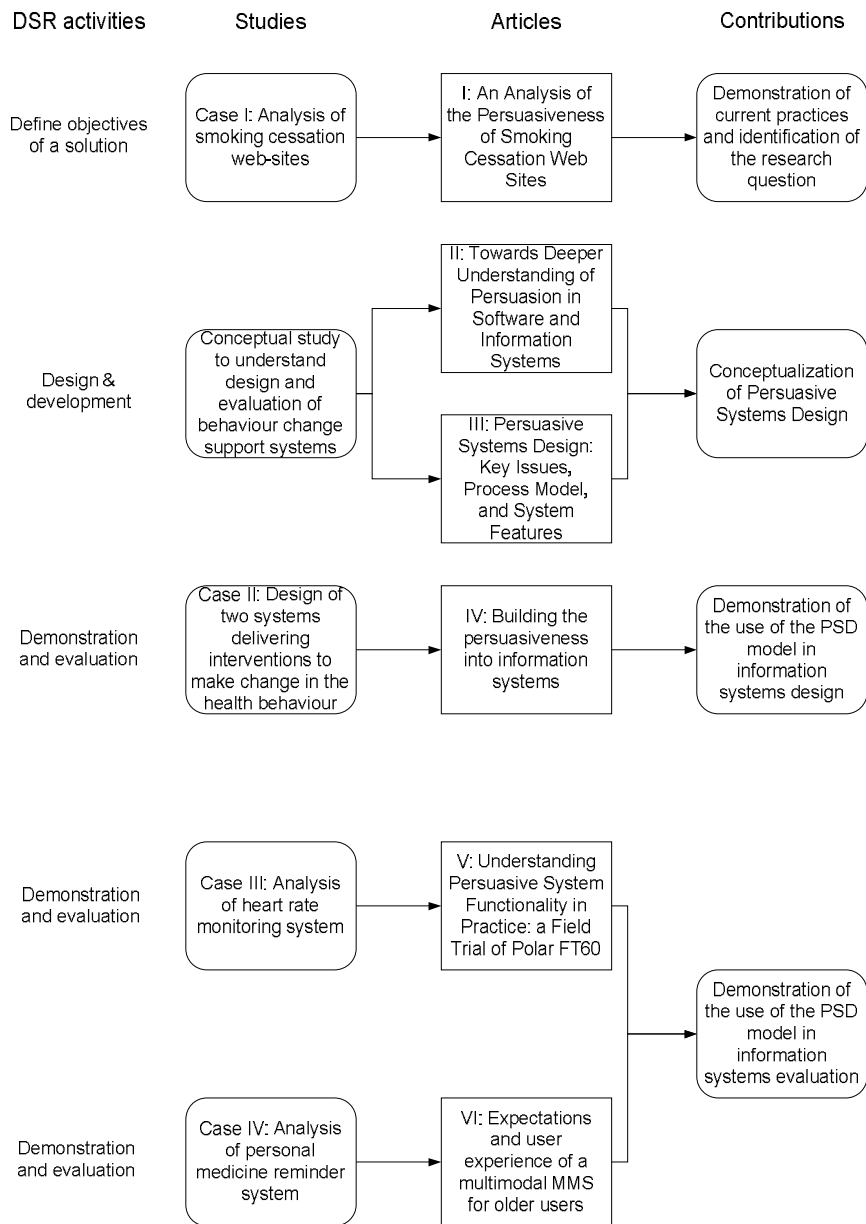 DSR activities
Studies
Articles
Contributions
Define objectives
of a solution
Case I: Analysis of
smoking cessation
web-sites
I: An Analysis of
the Persuasiveness
of Smoking
Cessation Web
Sites
Demonstration of
current practices
and identification of
the research
question
Design &
development
Conceptual study
to understand
design and
evaluation of
behaviour change
support systems
II: Towards Deeper
Understanding of
Persuasion in
Software and
Information
Systems
III: Persuasive
Systems Design:
Key Issues,
Process Model,
and System
Features
Conceptualization
of Persuasive
Systems Design
Demonstration
and evaluation
Case II: Design of
two systems
delivering
interventions to
make change in the
health behaviour
IV: Building the
persuasiveness
into information
systems
Demonstration of
the use of the PSD
model in
information
systems design
Demonstration
and evaluation
Case III: Analysis
of heart rate
monitoring system
V: Understanding
Persuasive System
Functionality in
Practice: a Field
Trial of Polar FT60
Demonstration of
the use of the PSD
model in
information
systems evaluation
Demonstration
and evaluation
Case IV: Analysis
of personal
medicine reminder
system
VI: Expectations
and user
experience of a
multimodal MMS
for older users